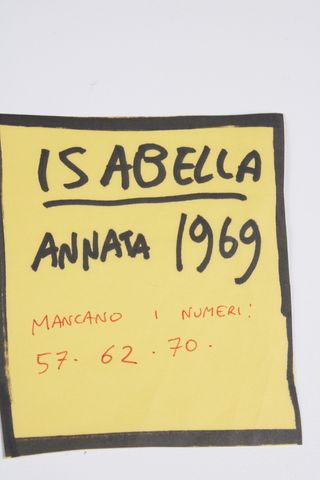 ISABELLA
ANNATA 1969
MANCANO I NUMERI:
57. 62. 70.